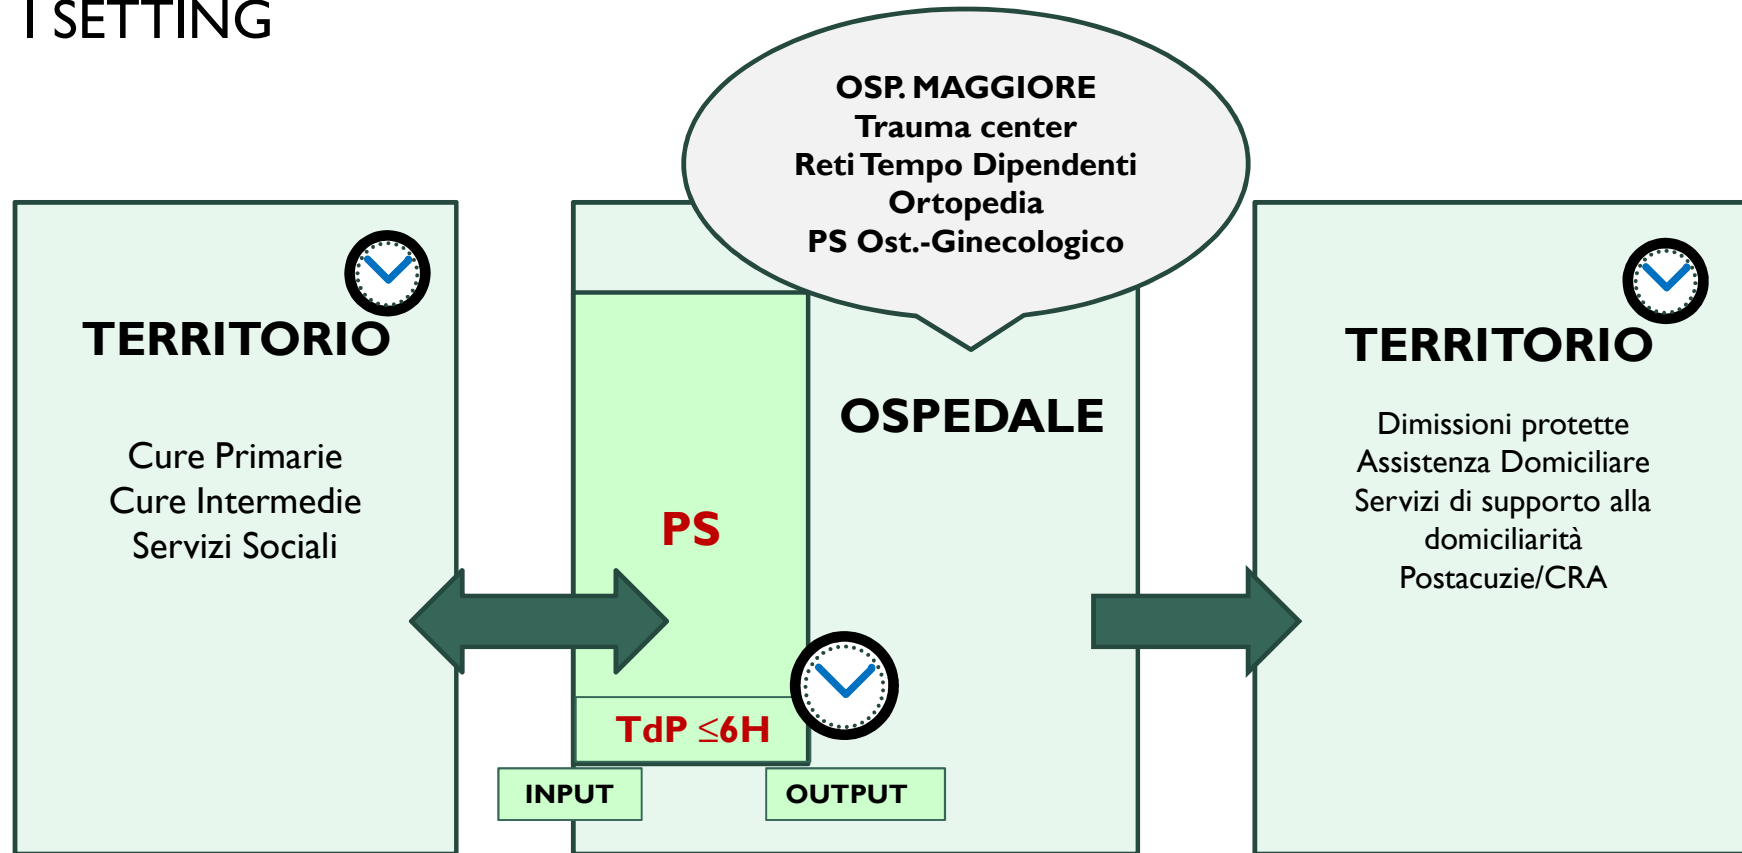 I SETTING
OSP. MAGGIORE
Trauma center
Reti Tempo Dipendenti
Ortopedia
PS Ost.-Ginecologico
TERRITORIO
Cure Primarie
Cure Intermedie
Servizi Sociali
OSPEDALE
PS
TdP ≤6H
INPUT
OUTPUT
TERRITORIO
Dimissioni protette
Assistenza Domiciliare
Servizi di supporto alla
domiciliarità
Postacuzie/CRA